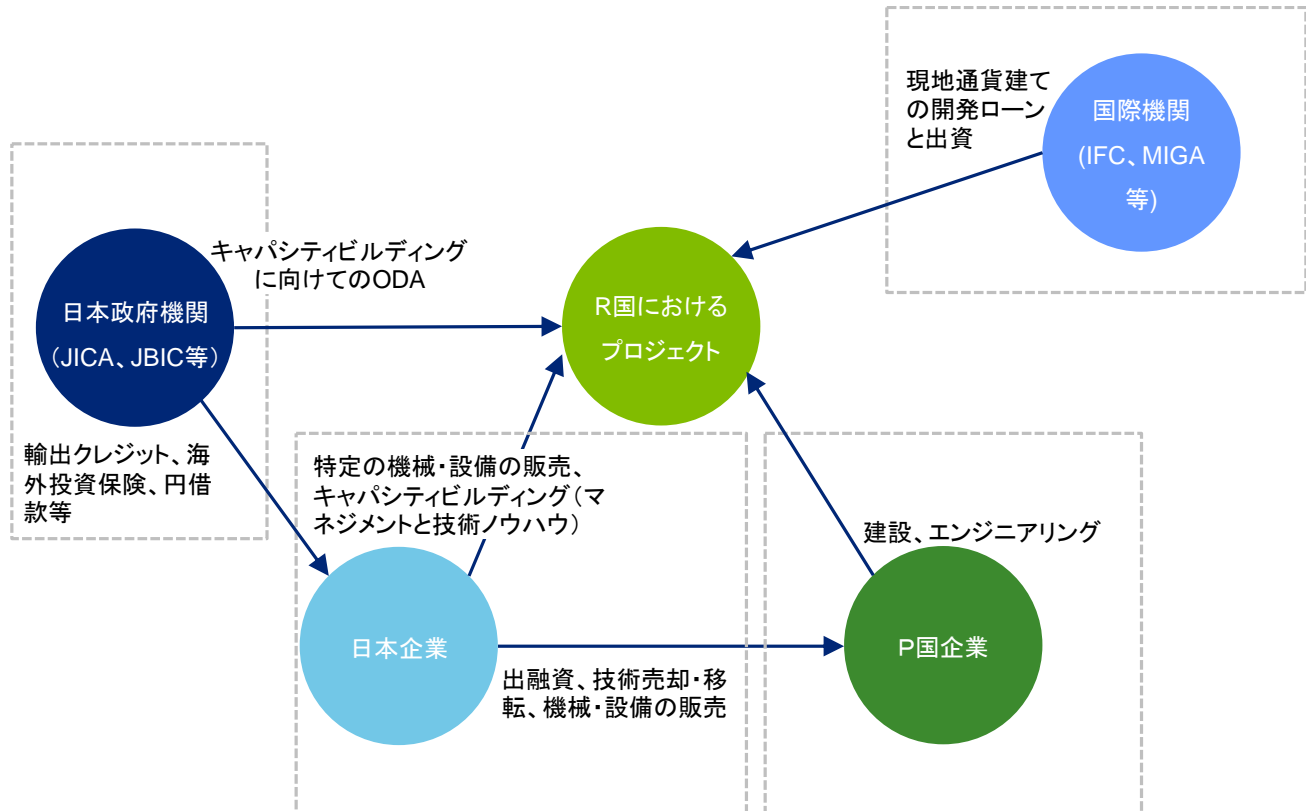 現地通貨建て
の開発ローン
と出資
国際機関
(IFC、MIGA
等)
キャパシティビルディング
に向けてのODA
日本政府機関
（JICA、JBIC等）
R国における
プロジェクト
輸出クレジット、海
外投資保険、円借
款等
特定の機械・設備の販売、
キャパシティビルディング（マ
ネジメントと技術ノウハウ）
建設、エンジニアリング
日本企業
P国企業
出融資、技術売却・移
転、機械・設備の販売